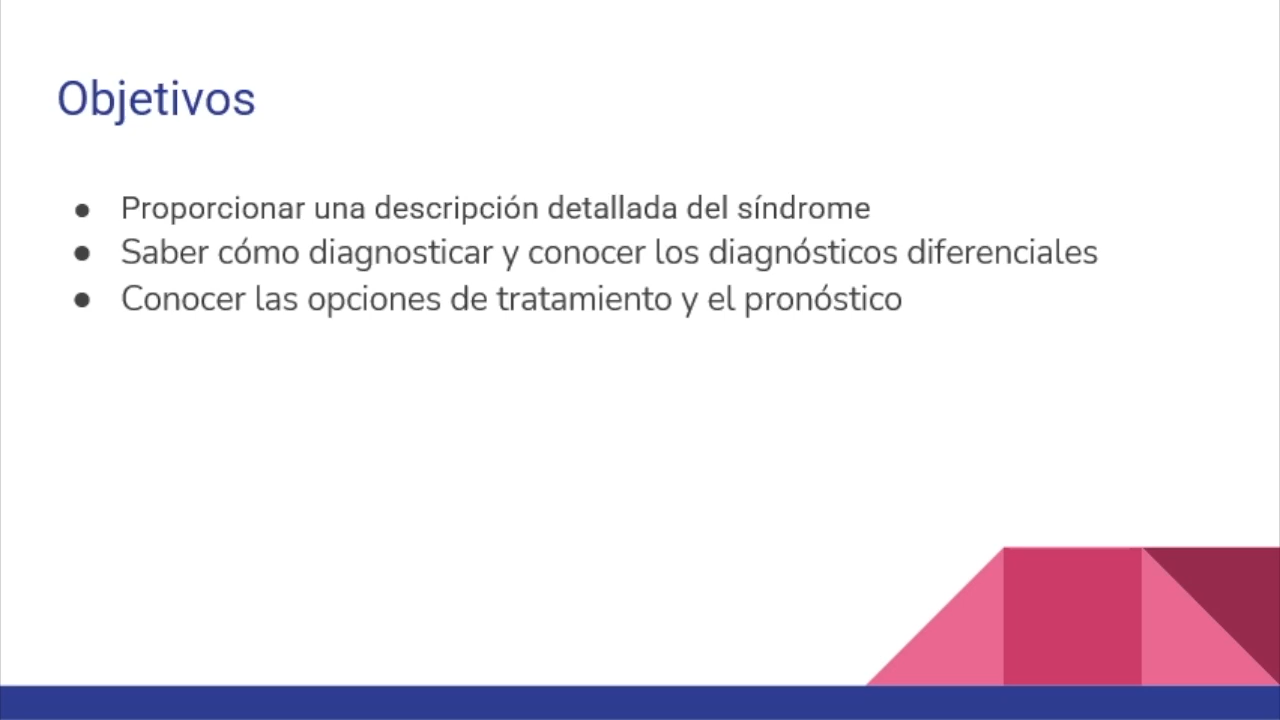 Objetivos
● Proporcionar una descripción detallada del síndrome
● Saber cómo diagnosticar y conocer los diagnósticos diferenciales
● Conocer las opciones de tratamiento y el pronóstico